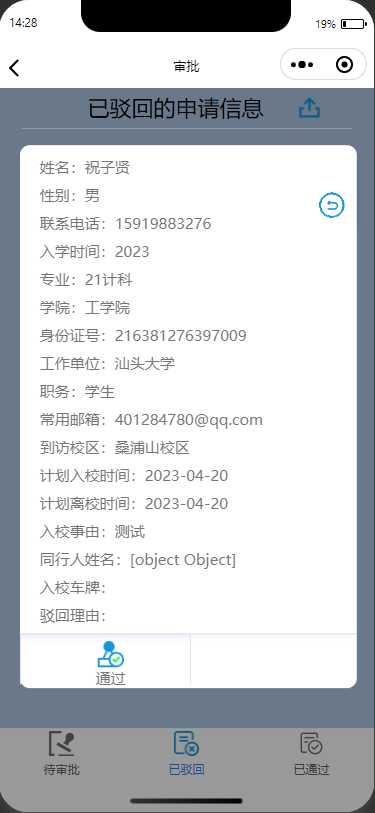 14:28
19%
审批
已驳回的申请信息
姓名：祝子贤
性别：男
联系电话：15919883276
入学时间：2023
专业：21计科
学院：工学院
身份证号：216381276397009
工作单位：汕头大学
职务：学生
常用邮箱：401284780@qq.com
到访校区：桑浦山校区
计划入校时间：2023-04-20
计划离校时间：2023-04-20
入校事由：测试
同行人姓名：[object Object]
入校车牌：
驳回理由：
通过
待审批
已驳回
已通过